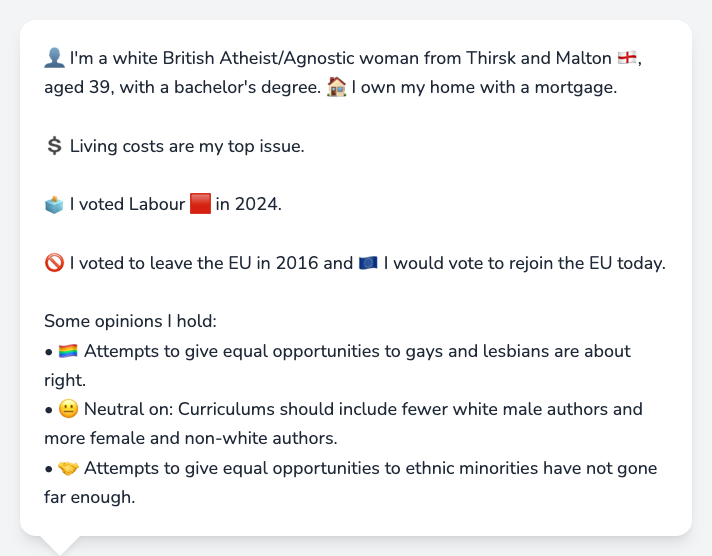 👤 I'm a white British Atheist/Agnostic woman from Thirsk and Malton 🏴󠁧󠁢󠁥󠁮󠁧󠁿,
aged 39, with a bachelor's degree. 🏠 I own my home with a mortgage.
💲 Living costs are my top issue.
🗳️ I voted Labour 🟥 in 2024.
🚫 I voted to leave the EU in 2016 and 🇪🇺 I would vote to rejoin the EU today.
Some opinions I hold:
• 🏳️‍🌈 Attempts to give equal opportunities to gays and lesbians are about
right.
• 😐 Neutral on: Curriculums should include fewer white male authors and
more female and non-white authors.
• 🤝 Attempts to give equal opportunities to ethnic minorities have not gone
far enough.